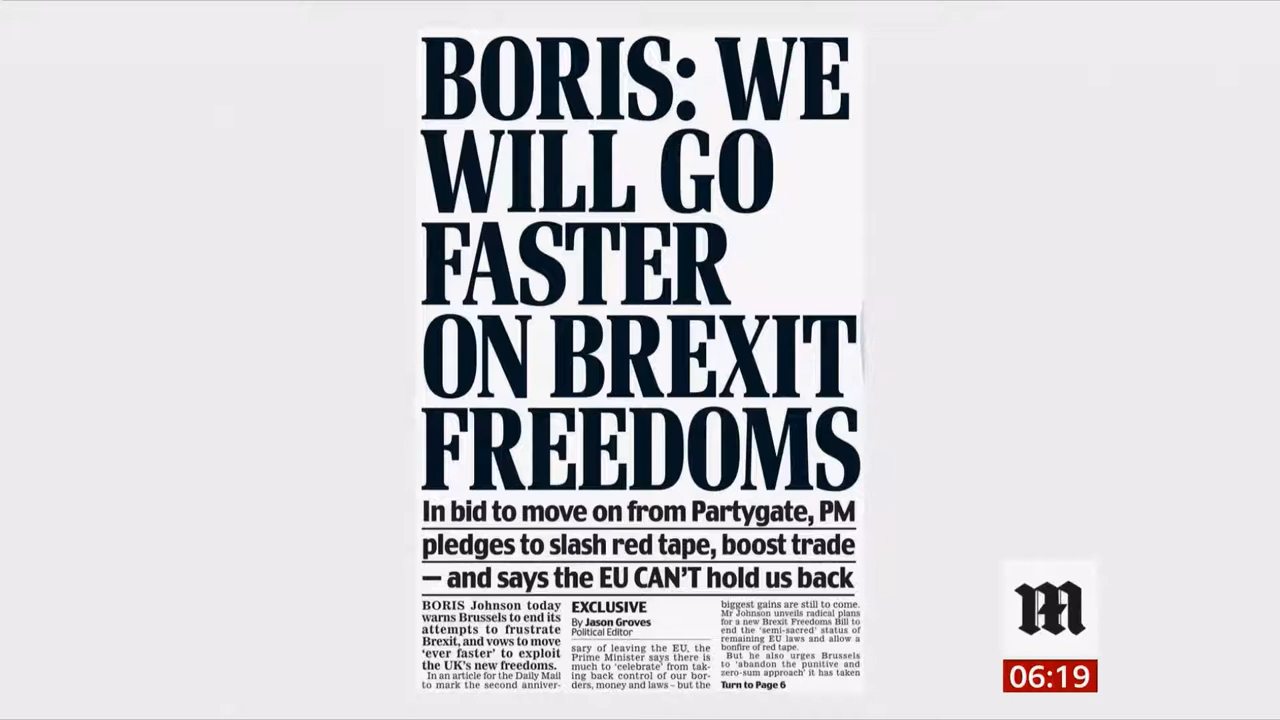 BORIS: WE
WILL GO
FASTER
ON BREXIT
FREEDOMS
In bid to move on from Partygate, PM
pledges to slash red tape, boost trade
– and says the EU CAN'T hold us back
BORIS Johnson today
warns Brussels to end its
attempts to frustrate
Brexit, and vows to move
'ever faster' to exploit
the UK's new freedoms.
In an article for the Daily Mail
to mark the second anniver-
EXCLUSIVE
By Jason Groves
Political Editor
sary of leaving the EU, the
Prime Minister says there is
much to 'celebrate' from tak-
ing back control of our bor-
ders, money and laws – but the
biggest gains are still to come.
Mr Johnson unveils radical plans
for a new Brexit Freedoms Bill to
end the 'semi-sacred' status of
remaining EU laws and allow a
bonfire of red tape.
But he also urges Brussels
to 'abandon the punitive and
zero-sum approach' it has taken
Turn to Page 6
M
06:19